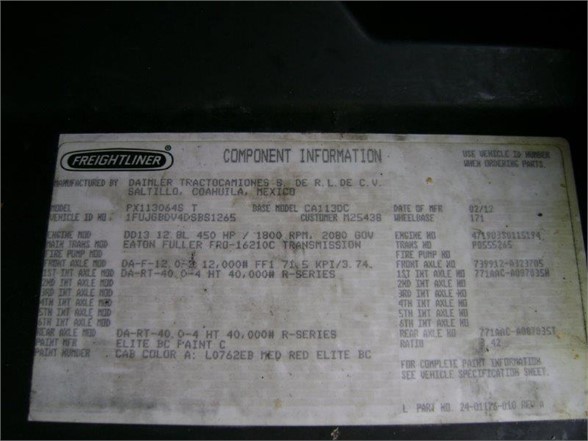 FREIGHTLINER COMPONENT INFORMATION USE VEHICLE ID NUMBER
WHEN ORDERING PARTS.
MANUFACTURED BY DAIMLER TRACTOCAMIONES S. DE R.L.DE C.V.
SALTILLO, COAHUILA, MEXICO
MODEL PX113064S T BASE MODEL CA113DC MFG DATE 02/12
VEHICLE ID NO CUSTOMER M25438 WHEELBASE 171
ENGINE MOD DD13 12.8L 450 HP / 1800 RPM, 2080 GOV ENGINE NO
MAIN TRANS MOD EATON FULLER FRO-16210C TRANSMISSION TRANS NO
FIRE PUMP MOD FIRE PUMP NO
FRONT AXLE MOD DA-F-12.0-3 12,000# FF1 71.5 KPI/3.74 FRONT AXLE NO
1ST INT AXLE MOD DA-RT-40.0-4 HT 40,000# R-SERIES 1ST INT AXLE NO
2ND INT AXLE MOD 2ND INT AXLE NO
3RD INT AXLE MOD 3RD INT AXLE NO
4TH INT AXLE MOD 4TH INT AXLE NO
5TH INT AXLE MOD
6TH INT AXLE MOD 6TH INT AXLE NO
REAR AXLE MOD DA-RT-40.0-4 HT 40,000# R-SERIES REAR AXLE NO
PAINT MFR ELITE BC PAINT C RATIO 3.42
PAINT NUMBER CAB COLOR A: L0762EB MED RED ELITE BC
FOR COMPLETE PAINT INFORMATION
SEE VEHICLE SPECIFICATION SHEET.
PART NO.